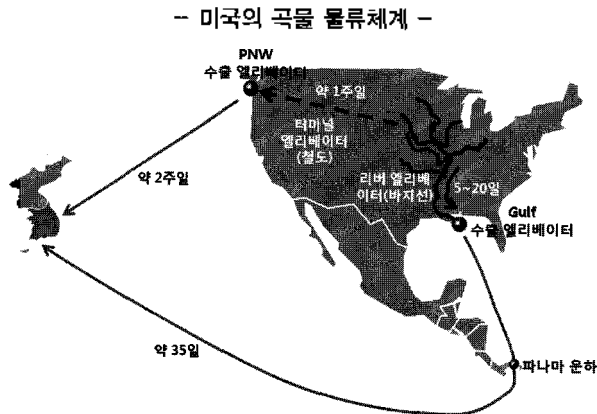 -- 미국의 곡물 물류체계 --
PNW
수출 엘리베이터
약 1주일
터미널
엘리베이터
(철도)
약 2주일
리버 엘리베
이터(바지선)
5~20일
Gulf
수출 엘리베이터
약 35일
파나마 운하